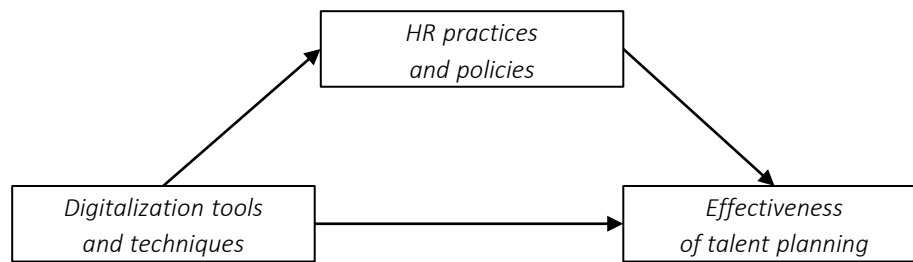 HR practices
and policies
Digitalization tools
and techniques
Effectiveness
of talent planning